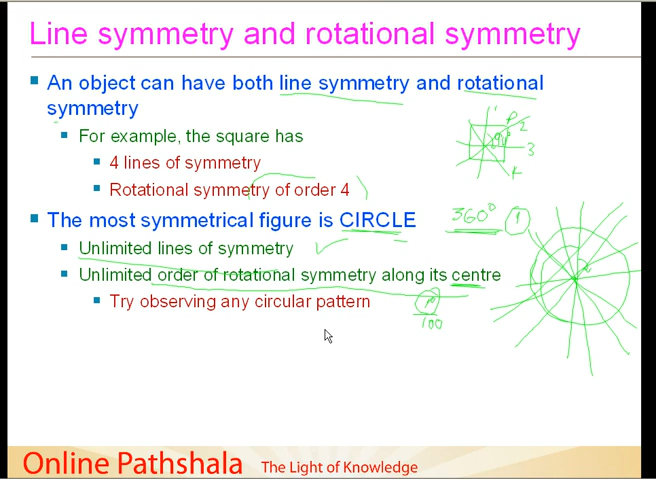 Line symmetry and rotational symmetry
An object can have both line symmetry and rotational
symmetry
For example, the square has
4 lines of symmetry
Rotational symmetry of order 4
The most symmetrical figure is CIRCLE
360° 1
Unlimited lines of symmetry
Unlimited order of rotational symmetry along its centre
Try observing any circular pattern
100
2
3
Online Pathshala The Light of Knowledge